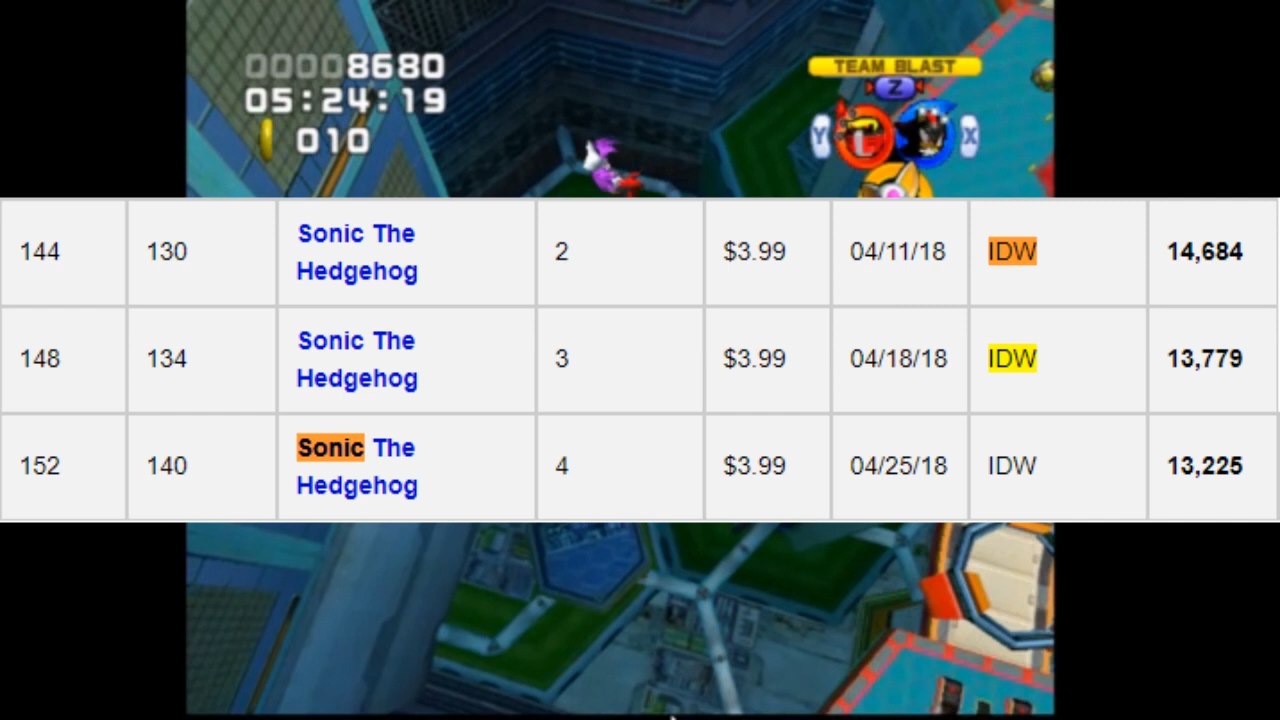 00008680
TEAM BLAST
Z
05:24:19
Y X
010
144 130 Sonic The Hedgehog 2 $3.99 04/11/18 IDW 14,684
148 134 Sonic The Hedgehog 3 $3.99 04/18/18 IDW 13,779
152 140 Sonic The Hedgehog 4 $3.99 04/25/18 IDW 13,225